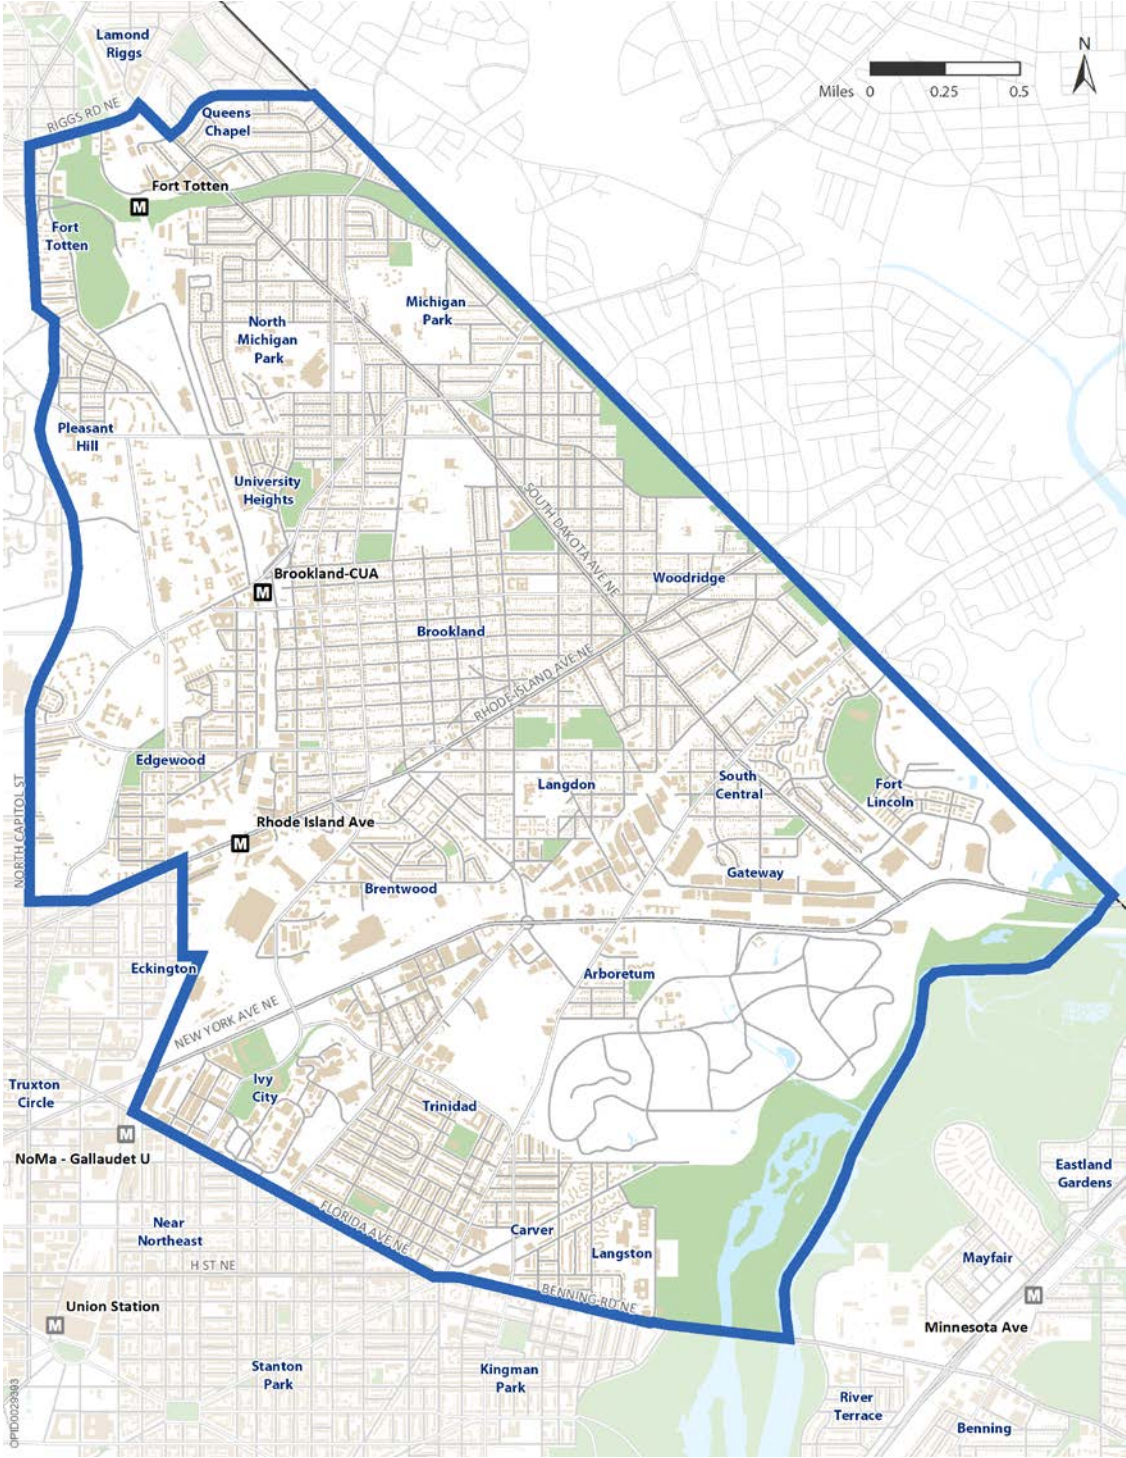 Lamond
Riggs
N
Miles 0 0.25 0.5
RIGGS RD NE
Queens
Chapel
Fort Totten
M
Fort
Totten
Michigan
Park
North
Michigan
Park
Pleasant
Hill
University
Heights
SOUTH DAKOTA AVE NE
Brookland-CUA
M
Woodridge
Brookland
RHODE ISLAND AVE NE
Edgewood
NORTH CAPITOL ST
Langdon
South
Central
Fort
Lincoln
Rhode Island Ave
M
Gateway
Brentwood
Eckington
Arboretum
NEW YORK AVE NE
Ivy
City
Truxton
Circle
Trinidad
M
NoMa - Gallaudet U
Eastland
Gardens
Near
Northeast
FLORIDA AVE NE
Carver
Langston
H ST NE
Mayfair
BENNING RD NE
Union Station
M
M
Minnesota Ave
Stanton
Park
Kingman
Park
River
Terrace
Benning
OPID0029393